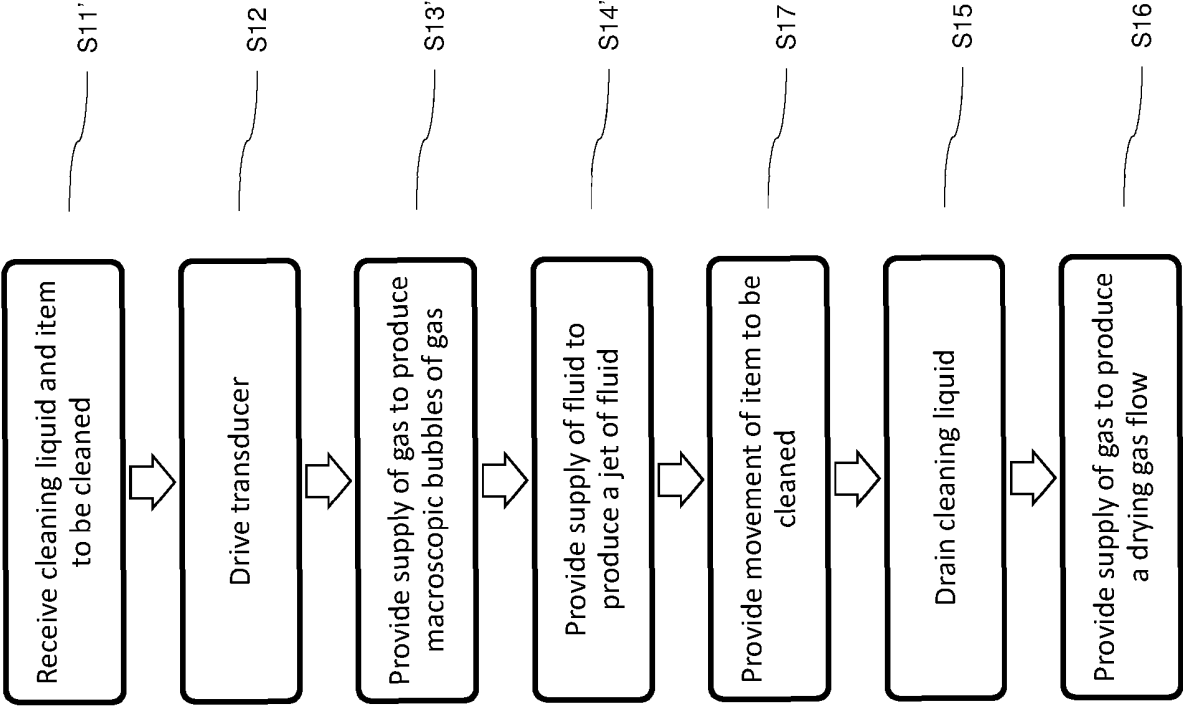 Receive cleaning liquid and item
to be cleaned
S11'
Drive transducer
S12
Provide supply of gas to produce
macroscopic bubbles of gas
S13'
Provide supply of fluid to
produce a jet of fluid
S14'
Provide movement of item to be
cleaned
S17
Drain cleaning liquid
S15
Provide supply of gas to produce
a drying gas flow
S16